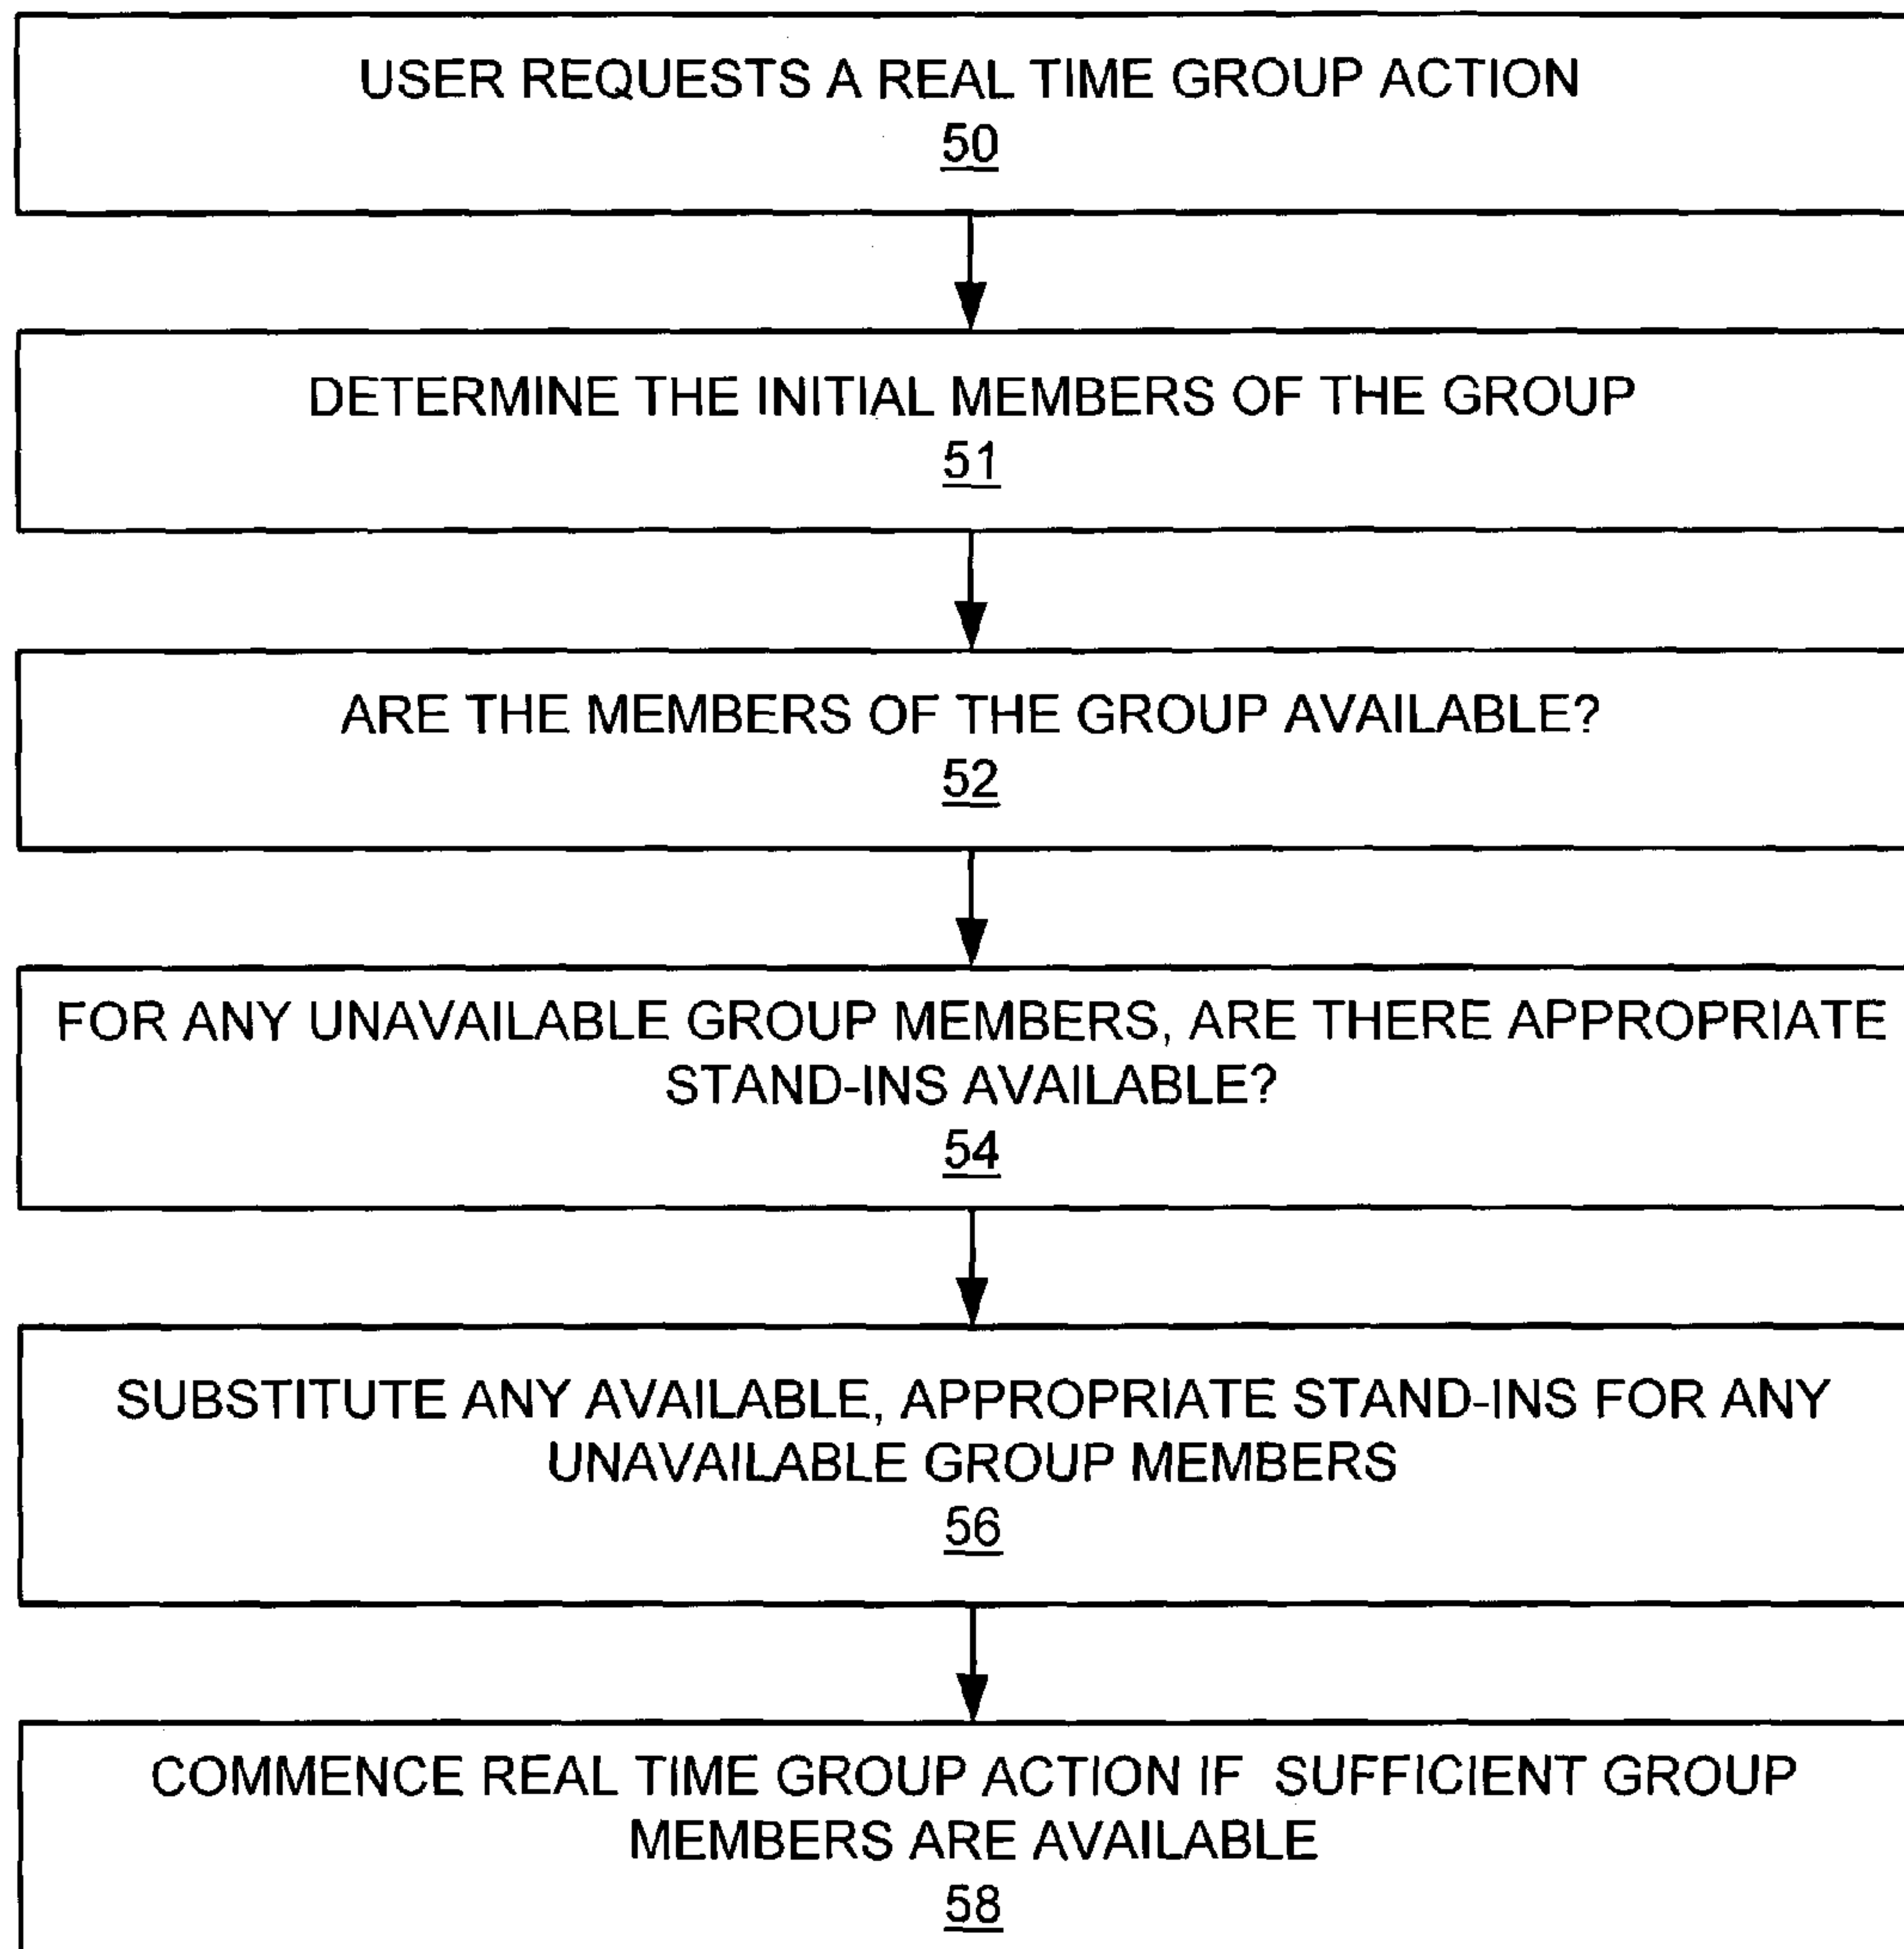 USER REQUESTS A REAL TIME GROUP ACTION
50
DETERMINE THE INITIAL MEMBERS OF THE GROUP
51
ARE THE MEMBERS OF THE GROUP AVAILABLE?
52
FOR ANY UNAVAILABLE GROUP MEMBERS, ARE THERE APPROPRIATE
STAND-INS AVAILABLE?
54
SUBSTITUTE ANY AVAILABLE, APPROPRIATE STAND-INS FOR ANY
UNAVAILABLE GROUP MEMBERS
56
COMMENCE REAL TIME GROUP ACTION IF SUFFICIENT GROUP
MEMBERS ARE AVAILABLE
58